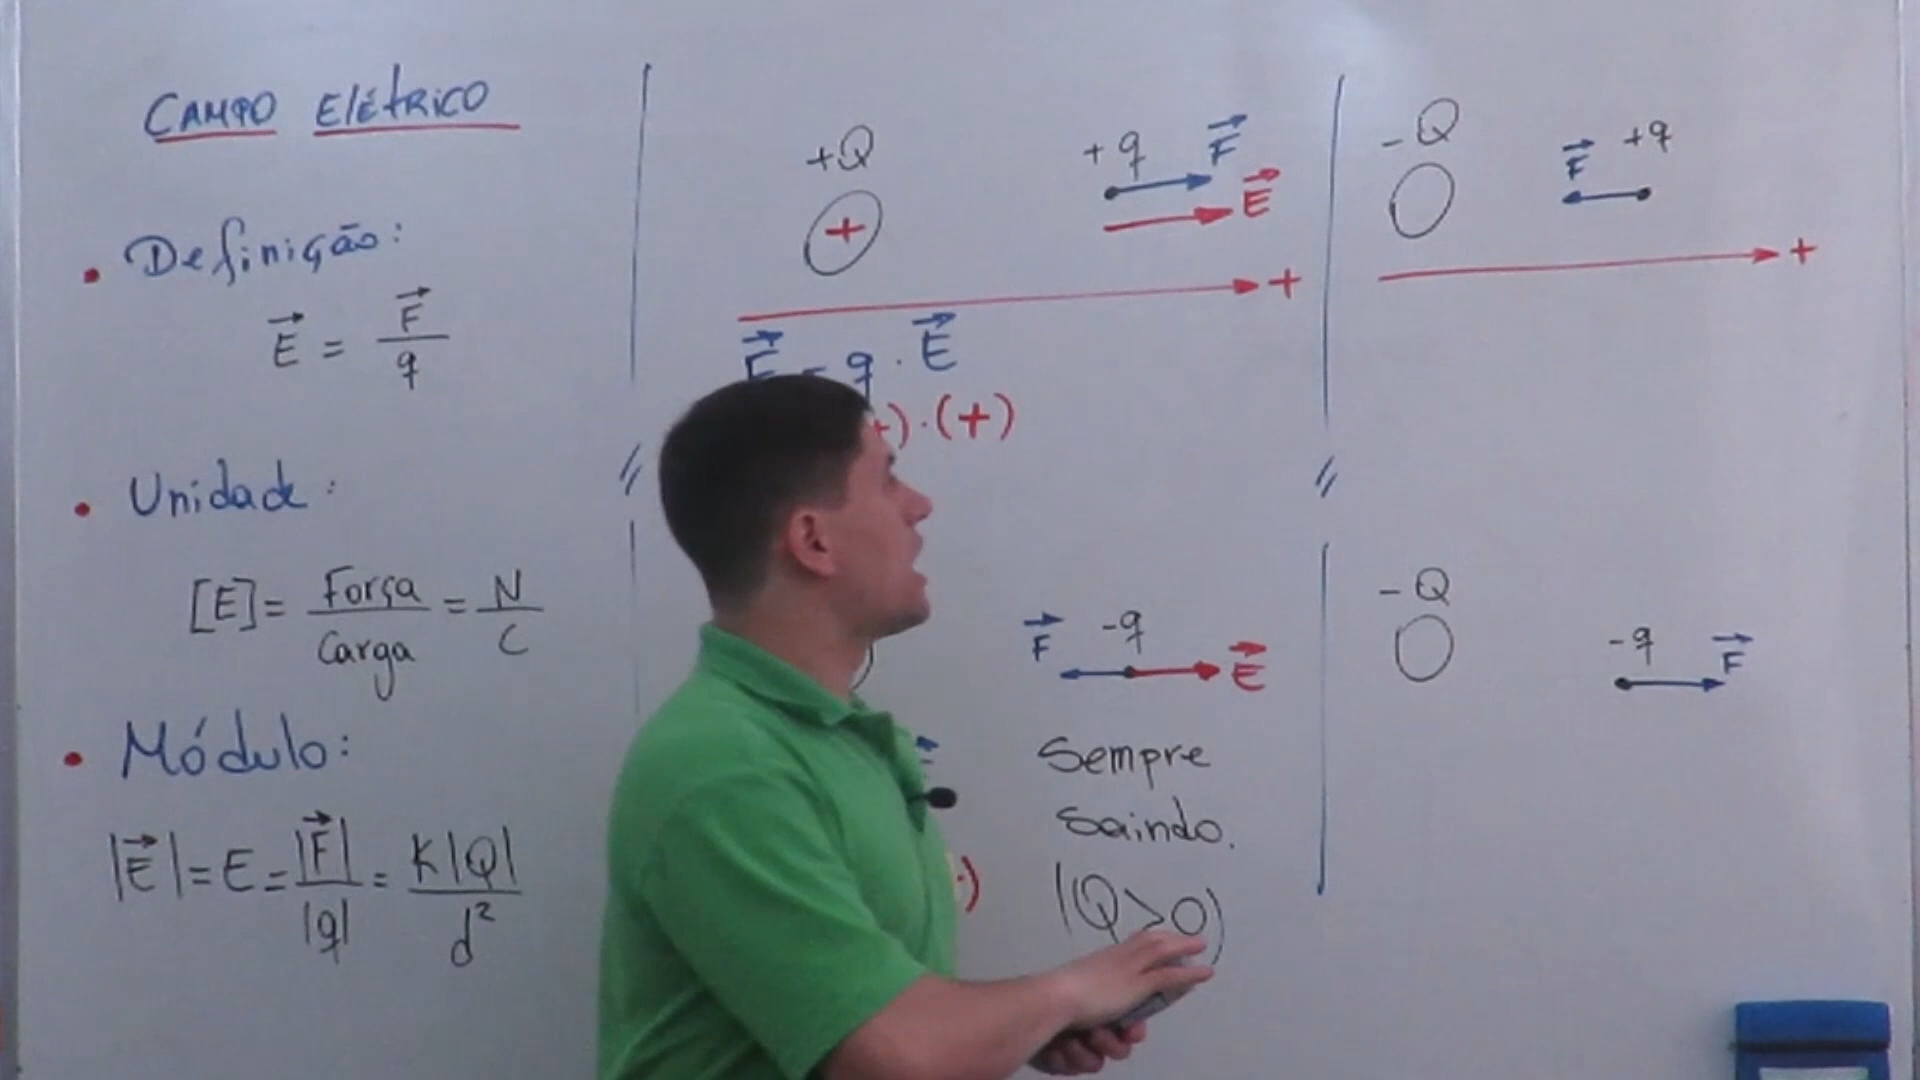 CAMPO ELÉTRICO
• Definição:
E = F / q
• Unidade:
[E] = Força / Carga = N / C
• Módulo:
|E| = E = |F| / |q| = K|Q| / d²
+Q
+
+q
F
E
+
F = q . E
+) . (+)
-q
F
E
Sempre
Saindo.
(Q>0)
-Q
F
+q
+
-Q
-q
F